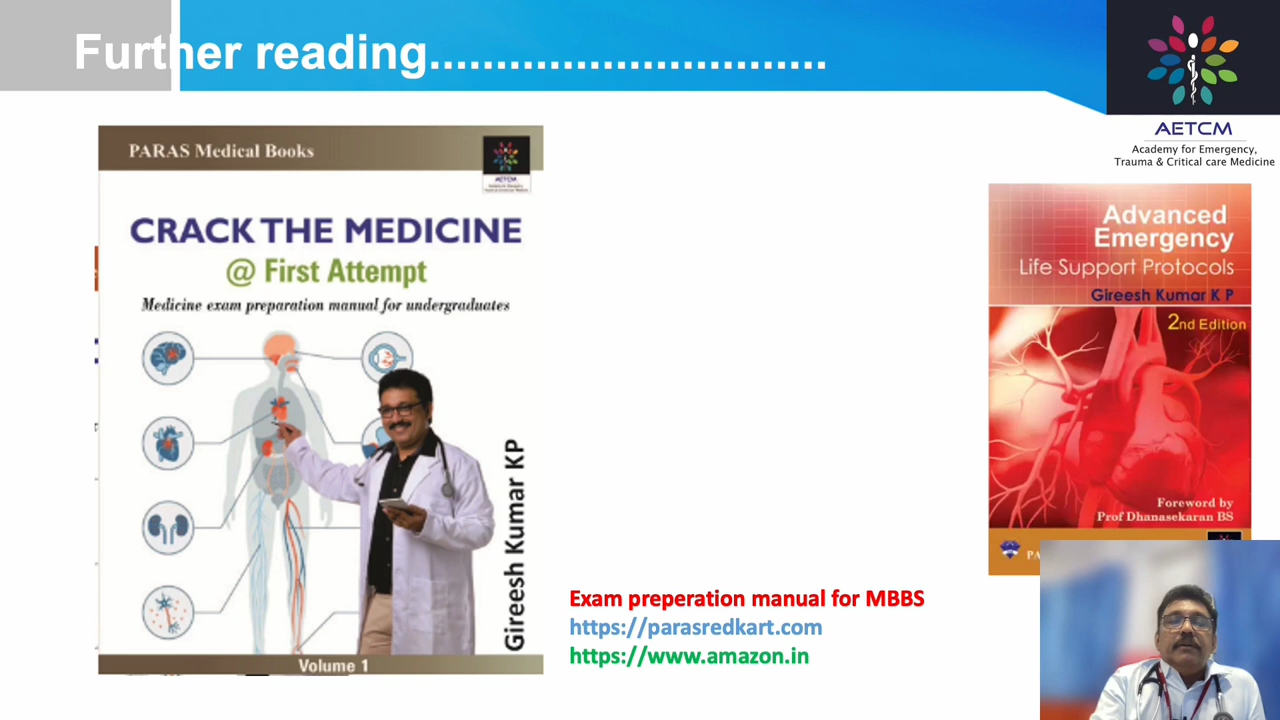 Further reading..............................
AETCM
Academy for Emergency,
Trauma & Critical care Medicine
PARAS Medical Books
AETCM
CRACK THE MEDICINE
@ First Attempt
Medicine exam preparation manual for undergraduates
Gireesh Kumar KP
Volume 1
Advanced
Emergency
Life Support Protocols
Gireesh Kumar K P
2nd Edition
Foreword by
Prof Dhanasekaran BS
PA
Exam preperation manual for MBBS
https://parasredkart.com
https://www.amazon.in